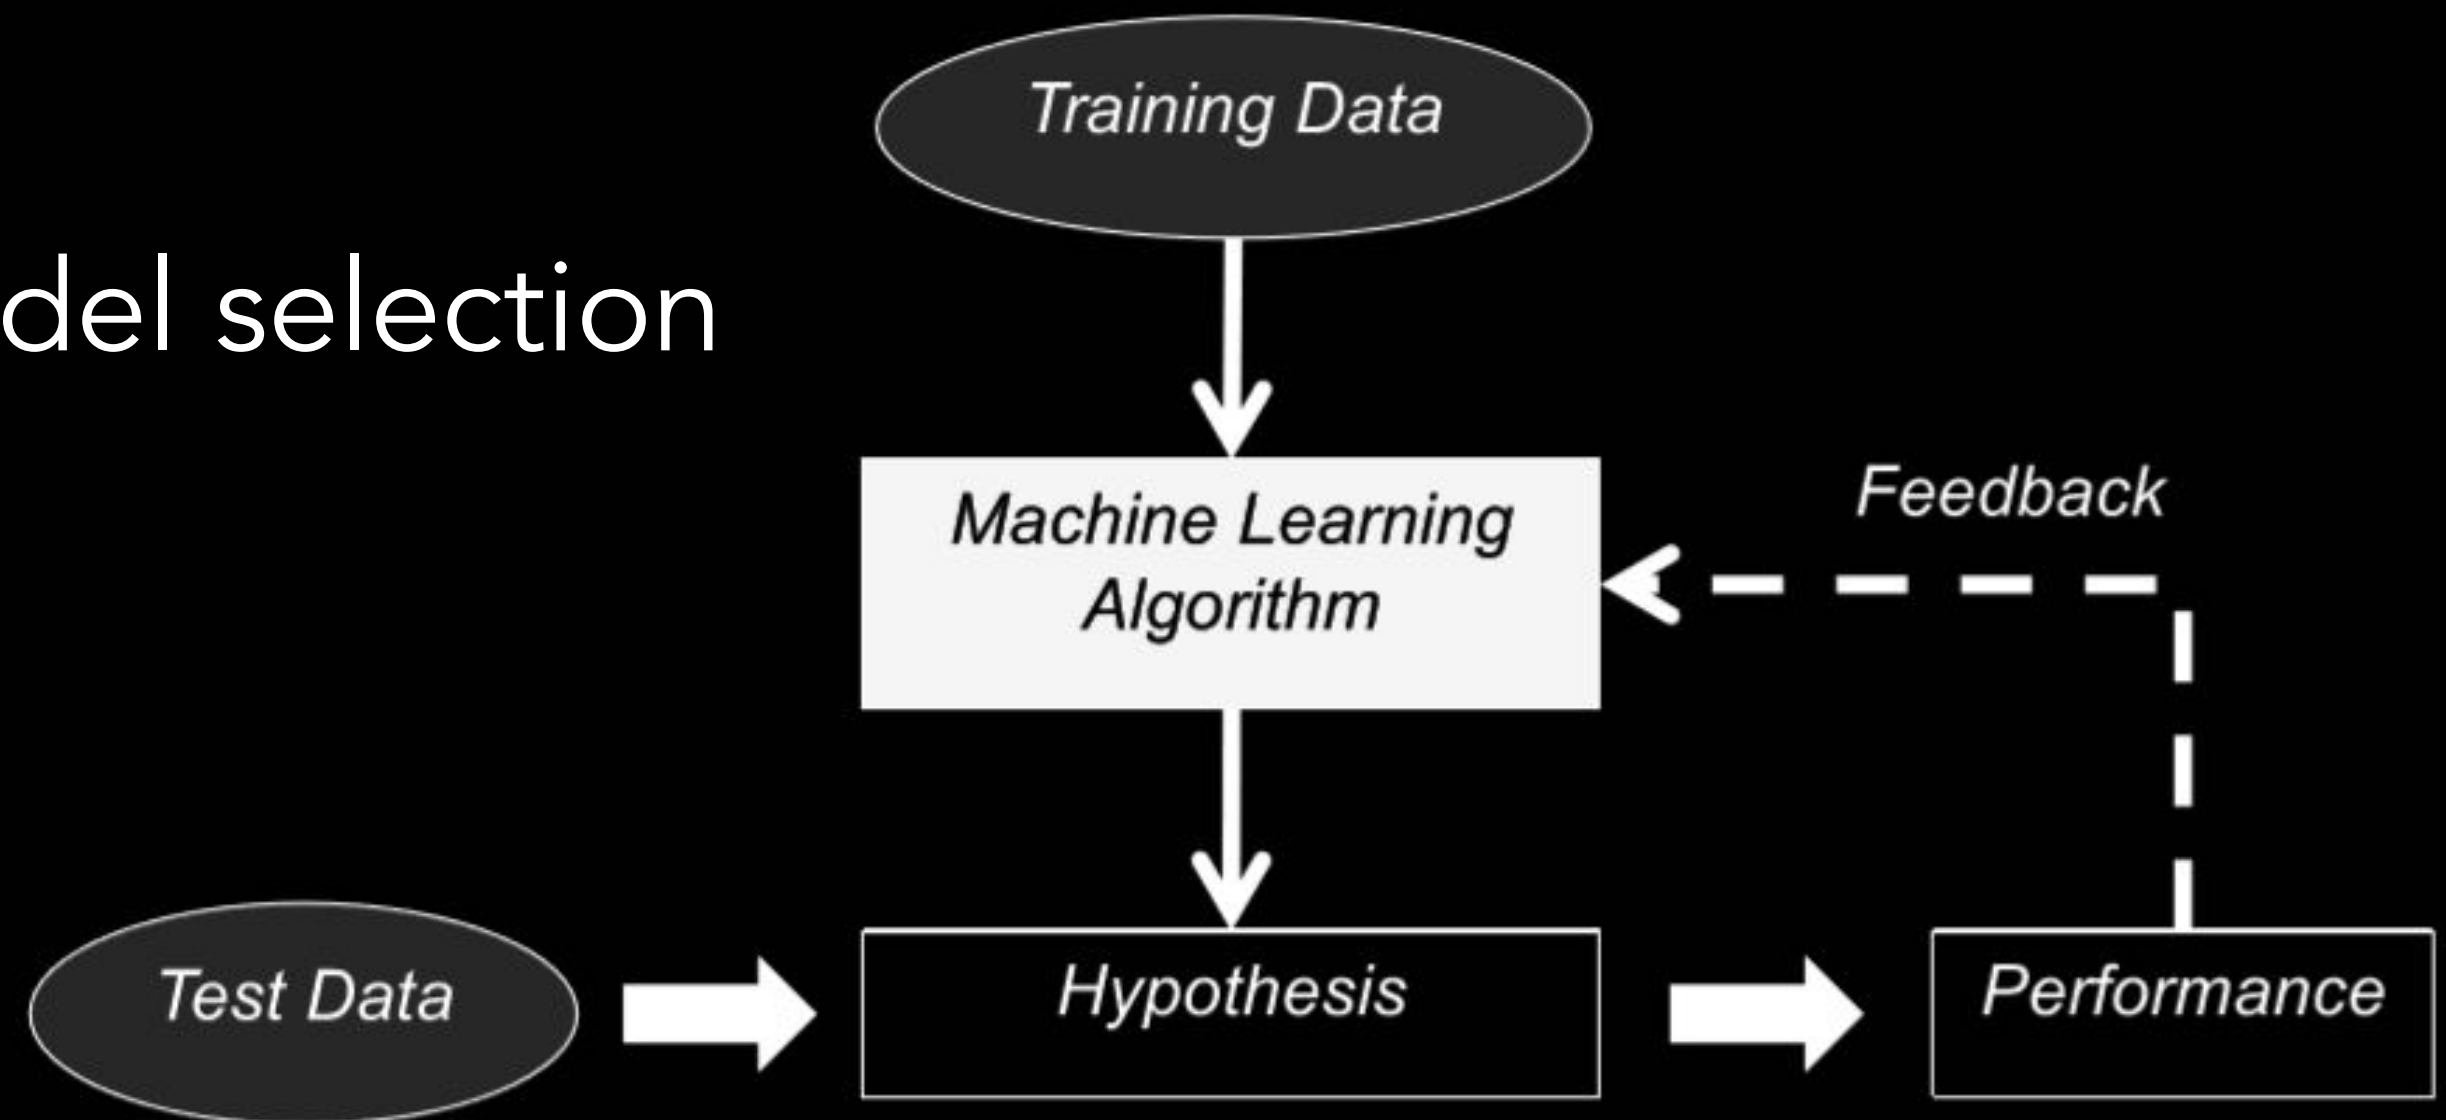 Training Data
del selection
Machine Learning
Algorithm
Feedback
Test Data
Hypothesis
Performance